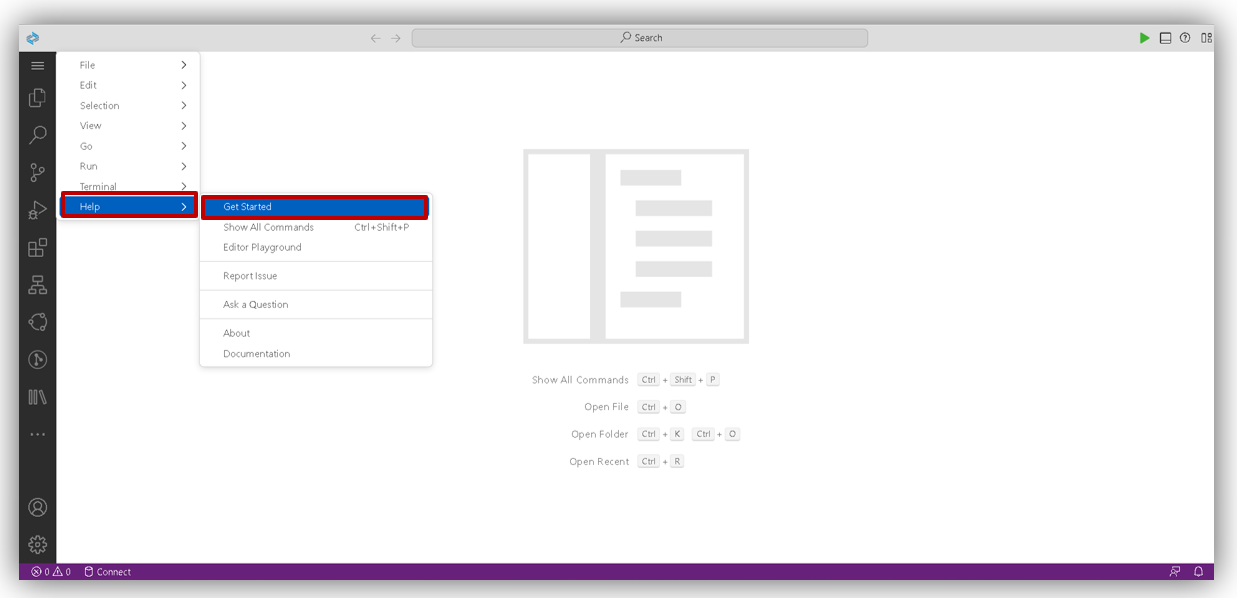 Search
File
Edit
Selection
View
Go
Run
Terminal
Help
Get Started
Show All Commands Ctrl+Shift+P
Editor Playground
Report Issue
Ask a Question
About
Documentation
Show All Commands Ctrl + Shift + P
Open File Ctrl + O
Open Folder Ctrl + K Ctrl + O
Open Recent Ctrl + R
0 0 Connect